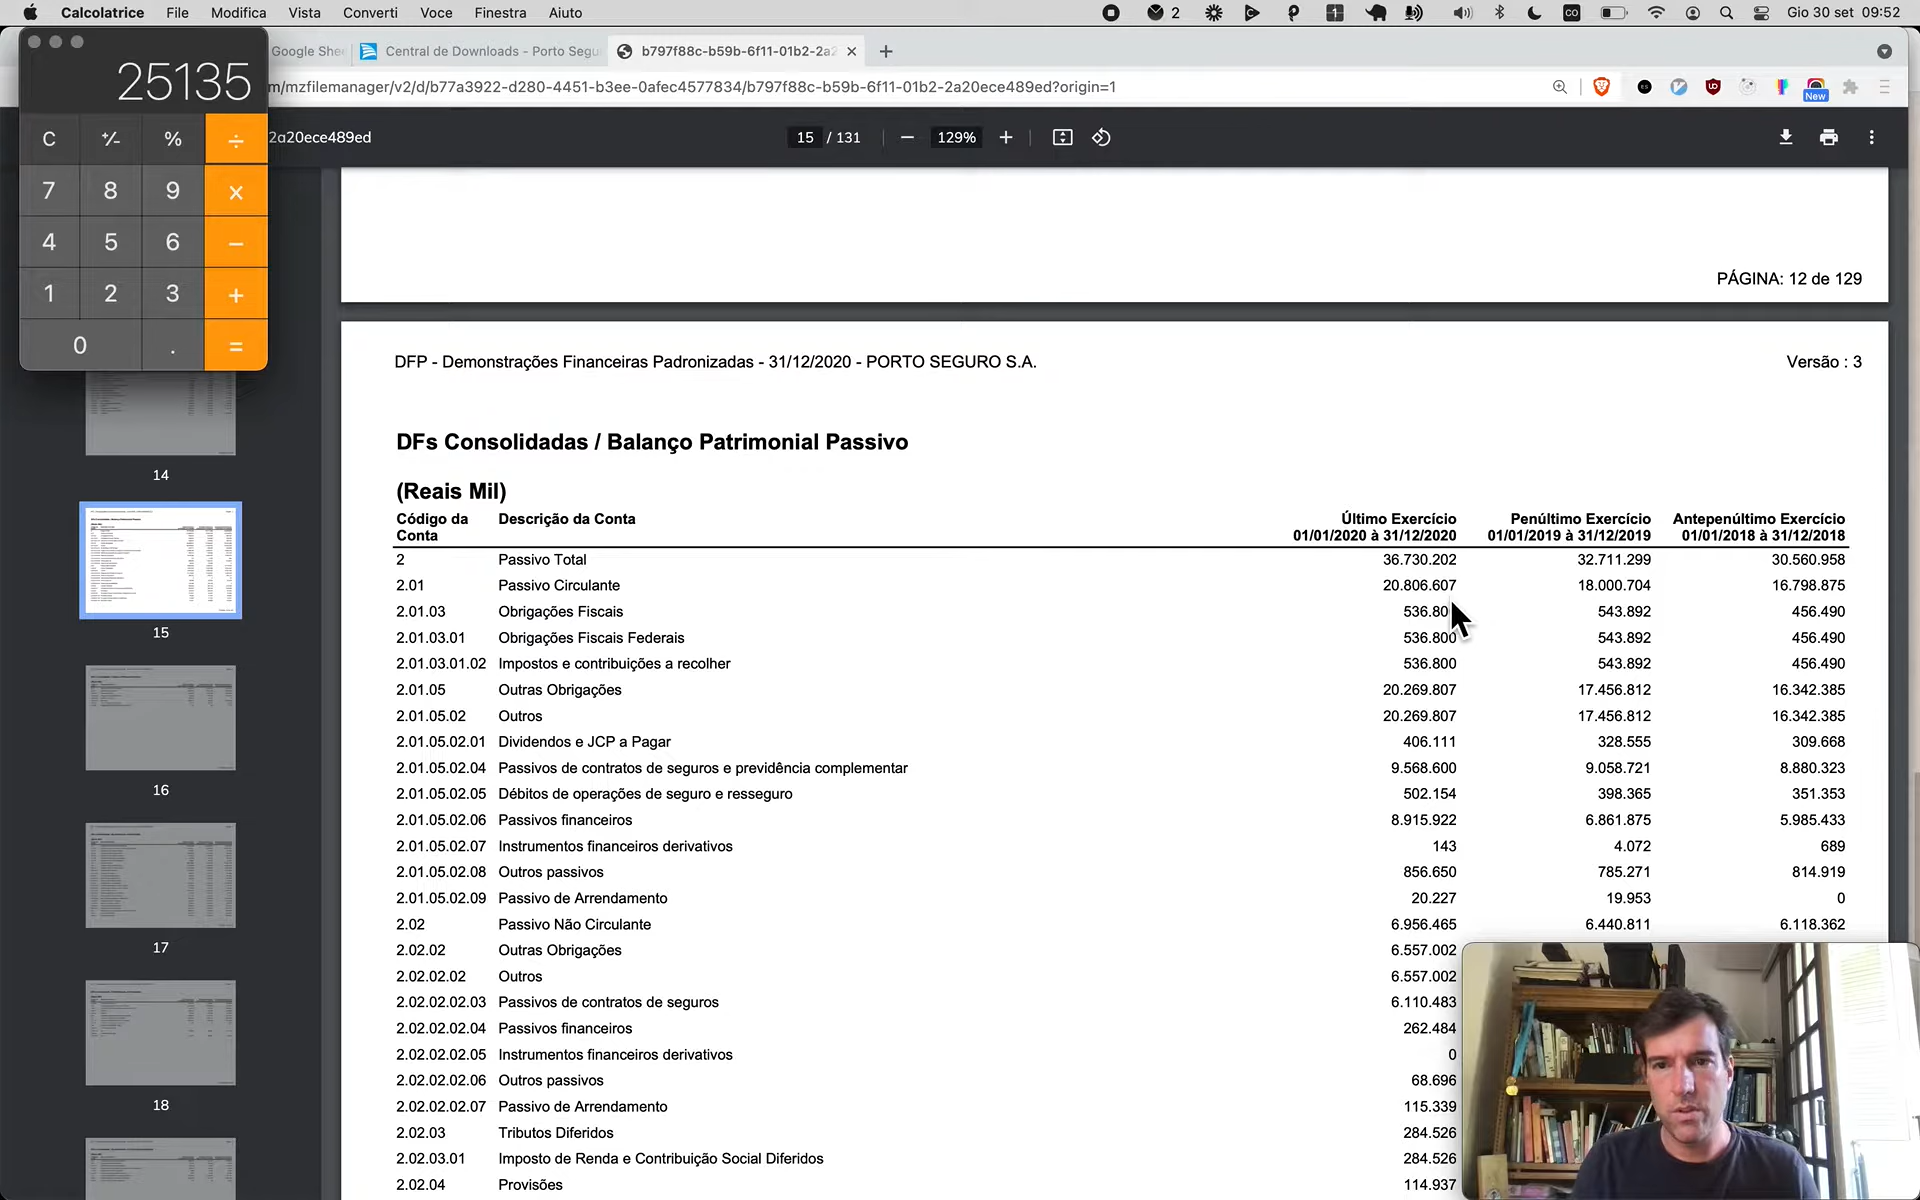 Calcolatrice File Modifica Vista Converti Voce Finestra Aiuto 2 1 CO Gio 30 set 09:52
Google Shee Central de Downloads - Porto Segu b797f88c-b59b-6f11-01b2-2a2
25135
m/mzfilemanager/v2/d/b77a3922-d280-4451-b3ee-0afec4577834/b797f88c-b59b-6f11-01b2-2a20ece489ed?origin=1
New
2a20ece489ed 15 / 131 129%
C +⁄- % ÷
7 8 9 ×
4 5 6 −
1 2 3 +
0 . =
14
15
16
17
18
PÁGINA: 12 de 129
DFP - Demonstrações Financeiras Padronizadas - 31/12/2020 - PORTO SEGURO S.A. Versão : 3
DFs Consolidadas / Balanço Patrimonial Passivo
(Reais Mil)
Código da Conta Descrição da Conta Último Exercício 01/01/2020 à 31/12/2020 Penúltimo Exercício 01/01/2019 à 31/12/2019 Antepenúltimo Exercício 01/01/2018 à 31/12/2018
2 Passivo Total 36.730.202 32.711.299 30.560.958
2.01 Passivo Circulante 20.806.607 18.000.704 16.798.875
2.01.03 Obrigações Fiscais 536.80 543.892 456.490
2.01.03.01 Obrigações Fiscais Federais 536.800 543.892 456.490
2.01.03.01.02 Impostos e contribuições a recolher 536.800 543.892 456.490
2.01.05 Outras Obrigações 20.269.807 17.456.812 16.342.385
2.01.05.02 Outros 20.269.807 17.456.812 16.342.385
2.01.05.02.01 Dividendos e JCP a Pagar 406.111 328.555 309.668
2.01.05.02.04 Passivos de contratos de seguros e previdência complementar 9.568.600 9.058.721 8.880.323
2.01.05.02.05 Débitos de operações de seguro e resseguro 502.154 398.365 351.353
2.01.05.02.06 Passivos financeiros 8.915.922 6.861.875 5.985.433
2.01.05.02.07 Instrumentos financeiros derivativos 143 4.072 689
2.01.05.02.08 Outros passivos 856.650 785.271 814.919
2.01.05.02.09 Passivo de Arrendamento 20.227 19.953 0
2.02 Passivo Não Circulante 6.956.465 6.440.811 6.118.362
2.02.02 Outras Obrigações 6.557.002
2.02.02.02 Outros 6.557.002
2.02.02.02.03 Passivos de contratos de seguros 6.110.483
2.02.02.02.04 Passivos financeiros 262.484
2.02.02.02.05 Instrumentos financeiros derivativos 0
2.02.02.02.06 Outros passivos 68.696
2.02.02.02.07 Passivo de Arrendamento 115.339
2.02.03 Tributos Diferidos 284.526
2.02.03.01 Imposto de Renda e Contribuição Social Diferidos 284.526
2.02.04 Provisões 114.937